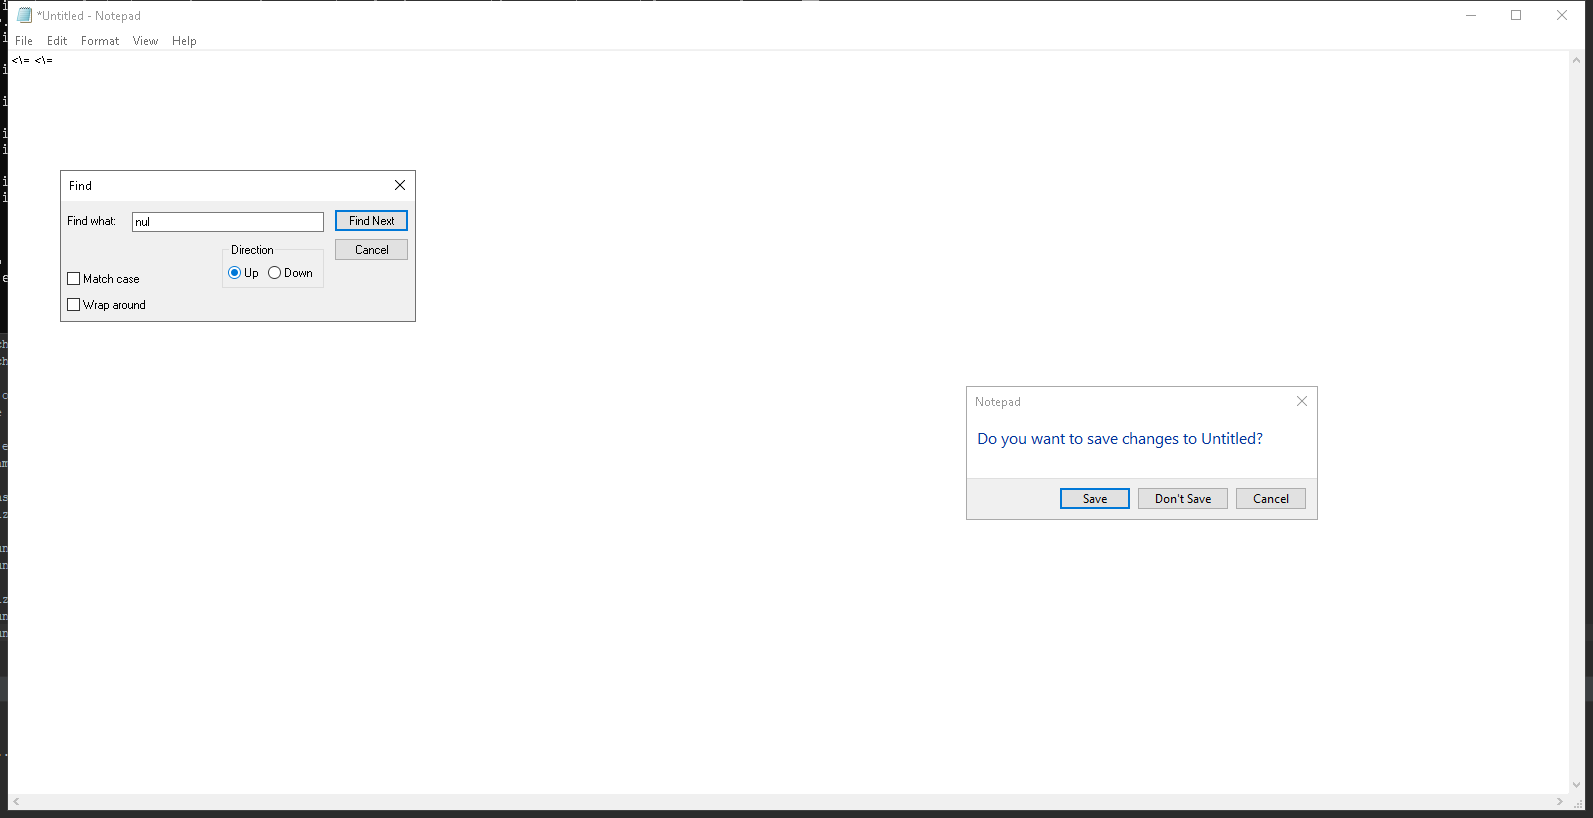 *Untitled - Notepad
File Edit Format View Help
<\= <\=
Find
Find what: nul Find Next
Direction Cancel
Up Down
Match case
Wrap around
Notepad
Do you want to save changes to Untitled?
Save Don't Save Cancel